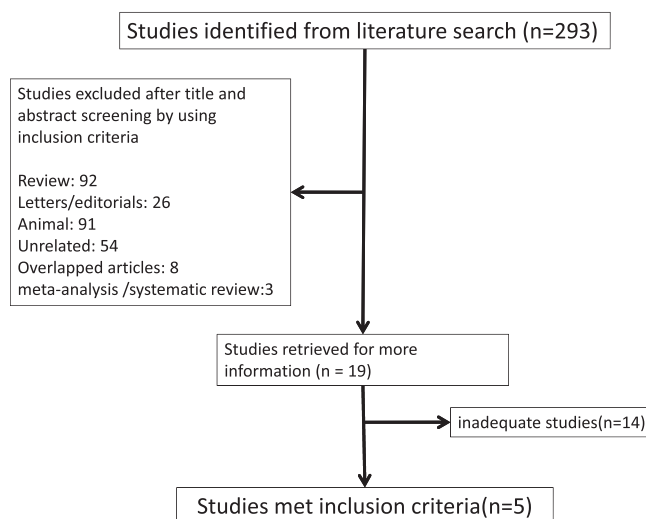 Studies identified from literature search (n=293)
Studies excluded after title and
abstract screening by using
inclusion criteria
Review: 92
Letters/editorials: 26
Animal: 91
Unrelated: 54
Overlapped articles: 8
meta-analysis /systematic review:3
Studies retrieved for more
information (n = 19)
inadequate studies(n=14)
Studies met inclusion criteria(n=5)